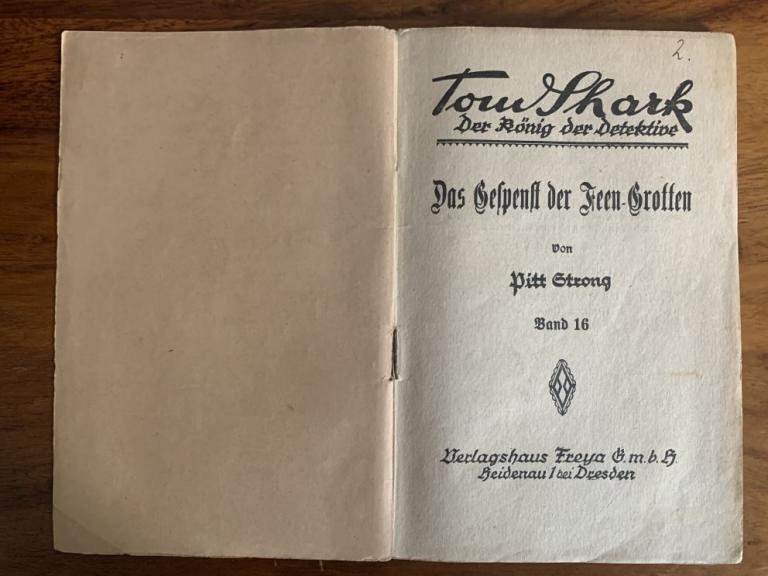 2.
Tom Shark
Der König der Detektive
Das Gespenst der Feen-Grotten
von
Pitt Strong
Band 16
Verlagshaus Freya G.m.b.H.
Heidenau 1 bei Dresden